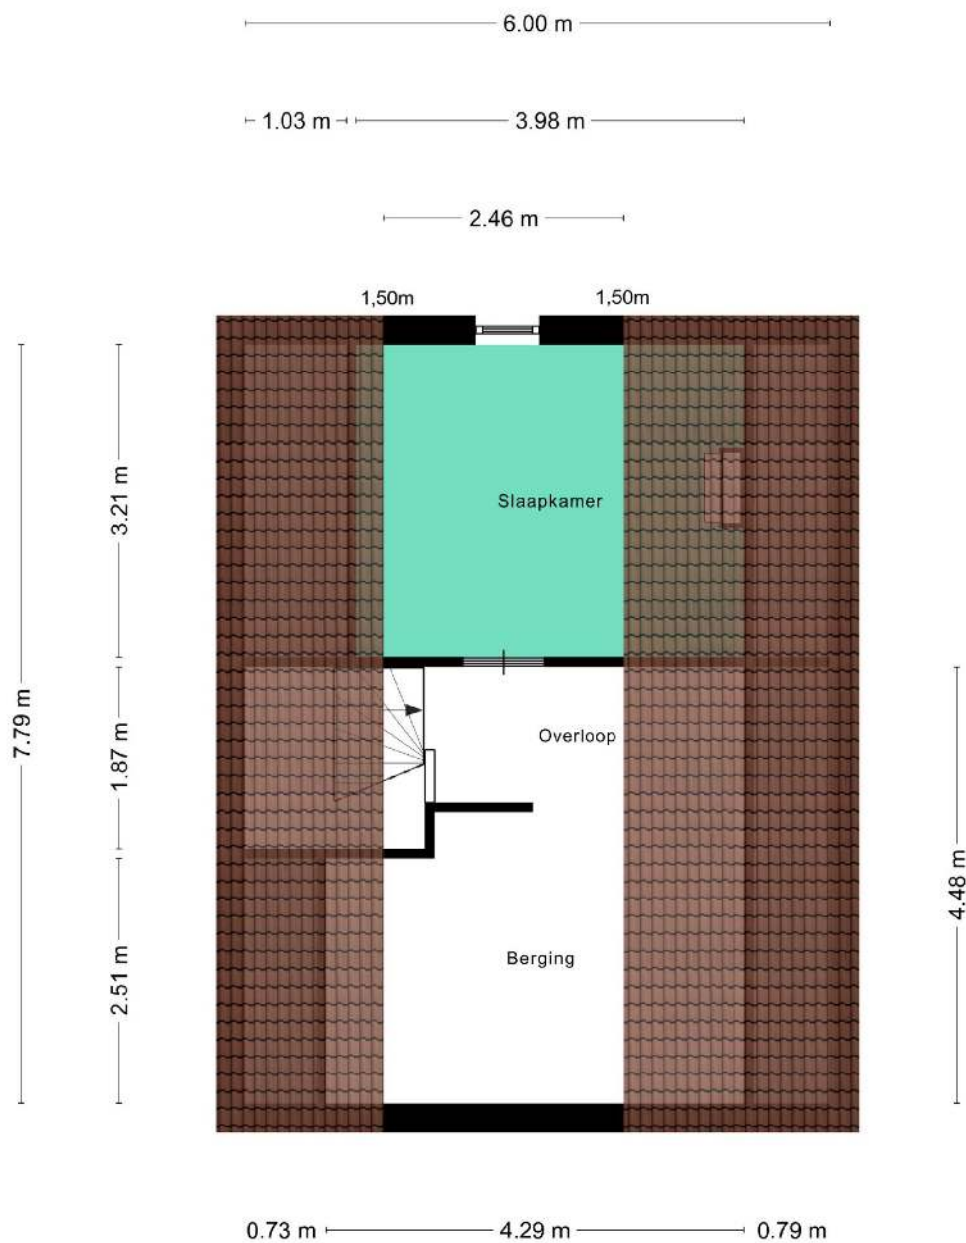 6.00 m
1.03 m
3.98 m
2.46 m
1,50m
1,50m
3.21 m
Slaapkamer
7.79 m
1.87 m
Overloop
4.48 m
2.51 m
Berging
0.73 m
4.29 m
0.79 m